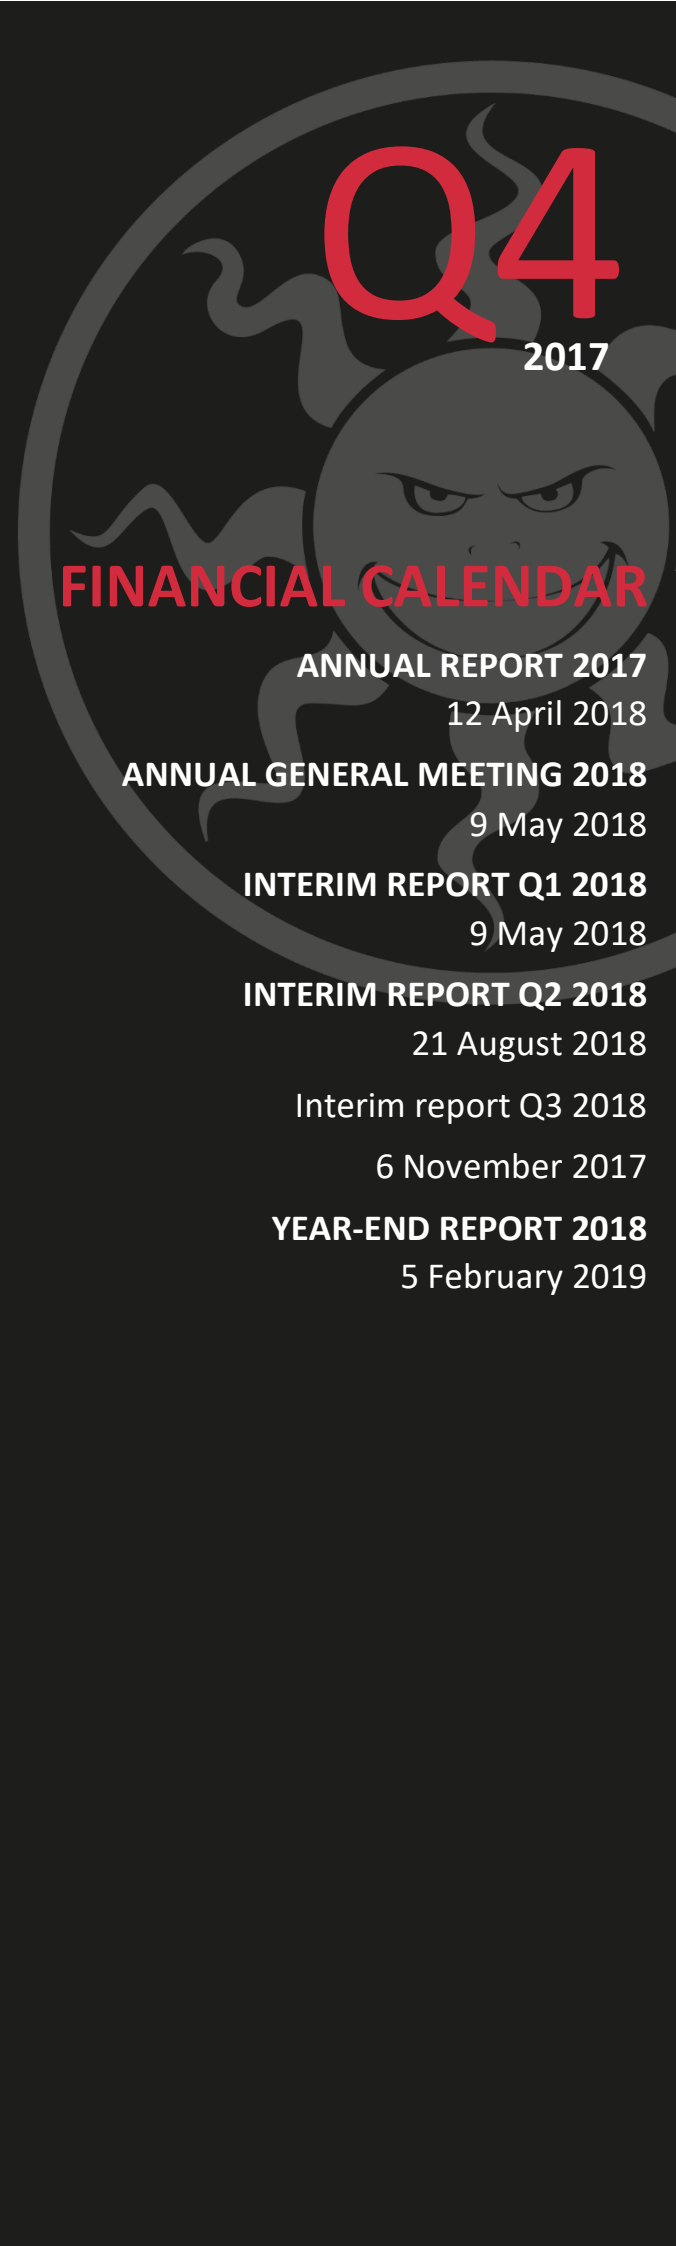 Q4
2017
FINANCIAL CALENDAR
ANNUAL REPORT 2017
12 April 2018
ANNUAL GENERAL MEETING 2018
9 May 2018
INTERIM REPORT Q1 2018
9 May 2018
INTERIM REPORT Q2 2018
21 August 2018
Interim report Q3 2018
6 November 2017
YEAR-END REPORT 2018
5 February 2019